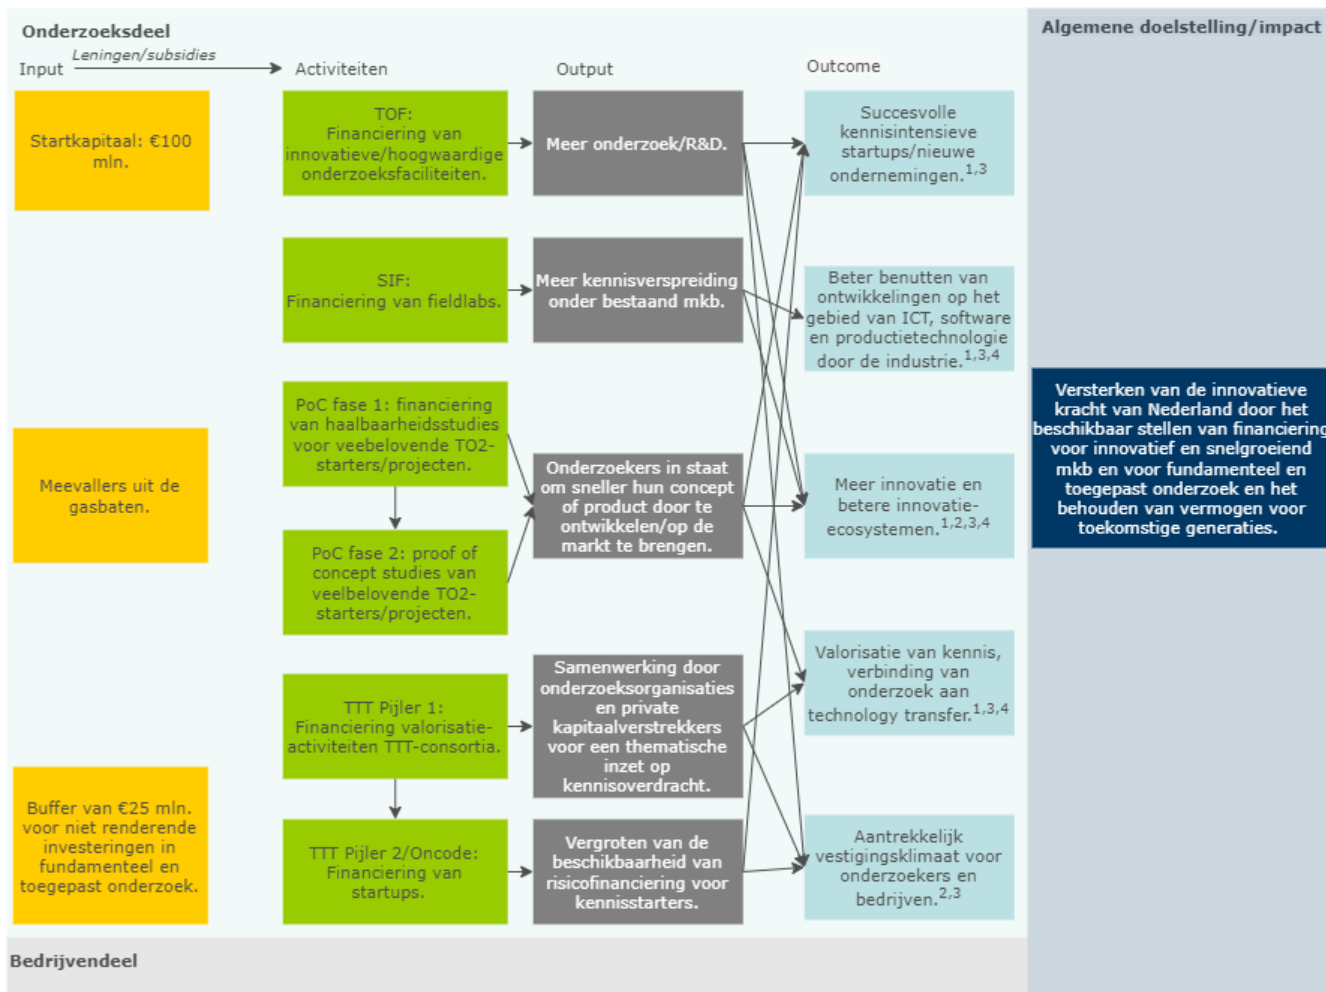 Onderzoeksdeel
Leningen/subsidies
Input
Activiteiten
Output
Outcome
Algemene doelstelling/impact
Startkapitaal: €100
mln.
Meevallers uit de
gasbaten.
Buffer van €25 mln.
voor niet renderende
investeringen in
fundamenteel en
toegepast onderzoek.
TOF:
Financiering van
innovatieve/hoogwaardige
onderzoeksfaciliteiten.
SIF:
Financiering van fieldlabs.
PoC fase 1: financiering
van haalbaarheidsstudies
voor veebelovende TO2-
starters/projecten.
PoC fase 2: proof of
concept studies van
veelbelovende TO2-
starters/projecten.
TTT Pijler 1:
Financiering valorisatie-
activiteiten TTT-consortia.
TTT Pijler 2/Oncode:
Financiering van
startups.
Meer onderzoek/R&D.
Meer kennisverspreiding
onder bestaand mkb.
Onderzoekers in staat
om sneller hun concept
of product door te
ontwikkelen/op de
markt te brengen.
Samenwerking door
onderzoeksorganisaties
en private
kapitaalverstrekkers
voor een thematische
inzet op
kennisoverdracht.
Vergroten van de
beschikbaarheid van
risicofinanciering voor
kennisstarters.
Succesvolle
kennisintensieve
startups/nieuwe
ondernemingen.1,3
Beter benutten van
ontwikkelingen op het
gebied van ICT, software
en productietechnologie
door de industrie.1,3,4
Meer innovatie en
betere innovatie-
ecosystemen.1,2,3,4
Valorisatie van kennis,
verbinding van
onderzoek aan
technology transfer.1,3,4
Aantrekkelijk
vestigingsklimaat voor
onderzoekers en
bedrijven.2,3
Versterken van de innovatieve
kracht van Nederland door het
beschikbaar stellen van financiering
voor innovatief en snelgroeiend
mkb en voor fundamenteel en
toegepast onderzoek en het
behouden van vermogen voor
toekomstige generaties.
Bedrijvendeel